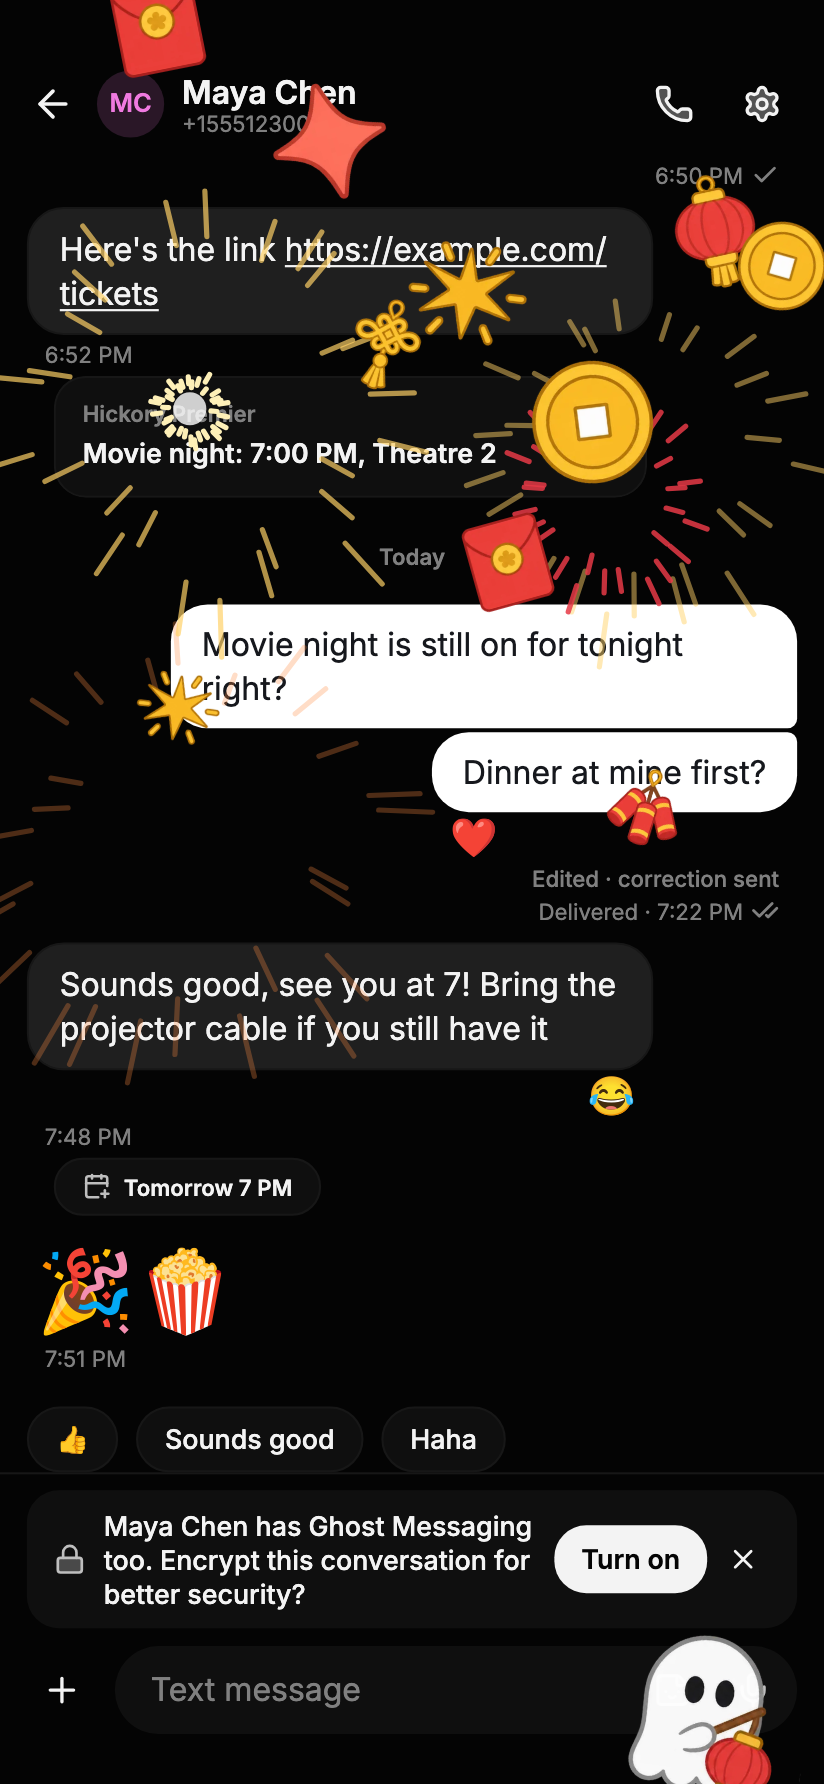 MC
Maya Chen
+155512300
6:50 PM
Here's the link https://example.com/
tickets
6:52 PM
Hickory Premier
Movie night: 7:00 PM, Theatre 2
Today
Movie night is still on for tonight
right?
Dinner at mine first?
Edited · correction sent
Delivered · 7:22 PM
Sounds good, see you at 7! Bring the
projector cable if you still have it
7:48 PM
Tomorrow 7 PM
7:51 PM
Sounds good
Haha
Maya Chen has Ghost Messaging
too. Encrypt this conversation for
better security?
Turn on
Text message